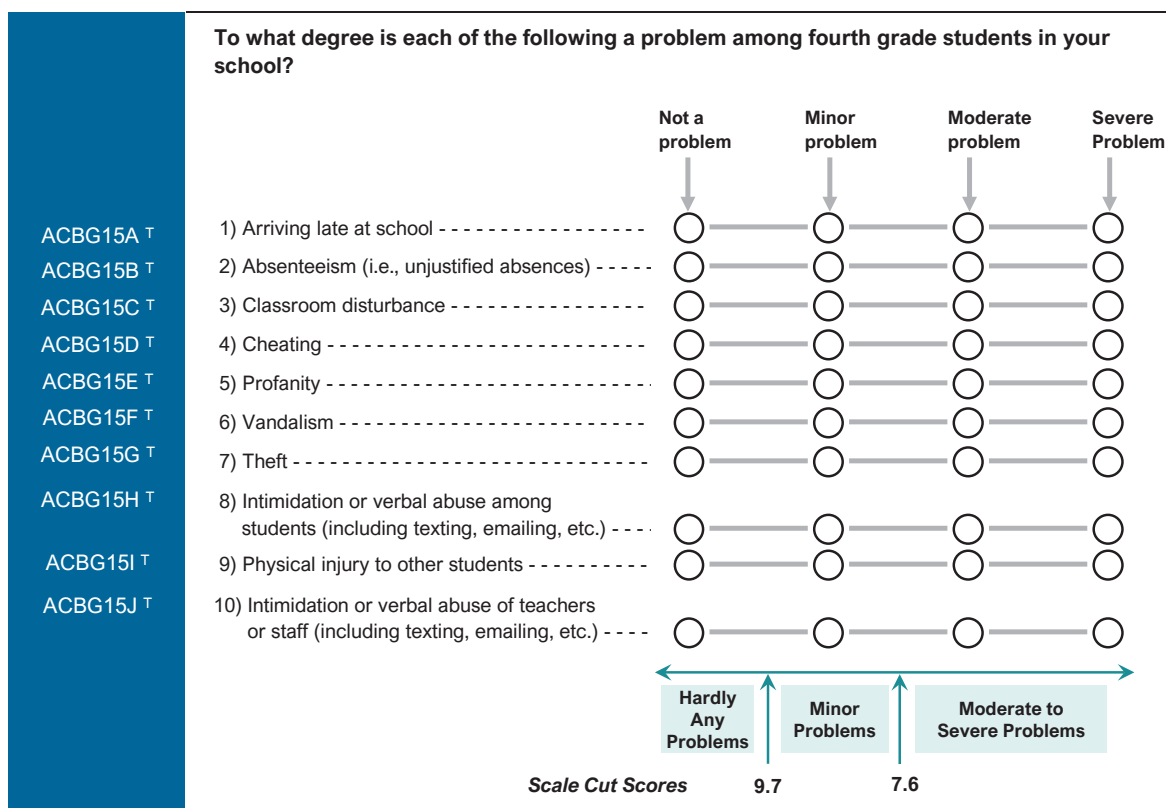 To what degree is each of the following a problem among fourth grade students in your
school?
Not a problem
Minor problem
Moderate problem
Severe Problem
ACBG15A ᵀ 1) Arriving late at school - - - - - - - - - - - - - - - - -
ACBG15B ᵀ 2) Absenteeism (i.e., unjustified absences) - - - - -
ACBG15C ᵀ 3) Classroom disturbance - - - - - - - - - - - - - - - -
ACBG15D ᵀ 4) Cheating - - - - - - - - - - - - - - - - - - - - - - - - - -
ACBG15E ᵀ 5) Profanity - - - - - - - - - - - - - - - - - - - - - - - - - -
ACBG15F ᵀ 6) Vandalism - - - - - - - - - - - - - - - - - - - - - - - - -
ACBG15G ᵀ 7) Theft - - - - - - - - - - - - - - - - - - - - - - - - - - - - -
ACBG15H ᵀ 8) Intimidation or verbal abuse among
students (including texting, emailing, etc.) - - - -
ACBG15I ᵀ 9) Physical injury to other students - - - - - - - - - -
ACBG15J ᵀ 10) Intimidation or verbal abuse of teachers
or staff (including texting, emailing, etc.) - - - -
Hardly
Any
Problems
Minor
Problems
Moderate to
Severe Problems
Scale Cut Scores 9.7 7.6